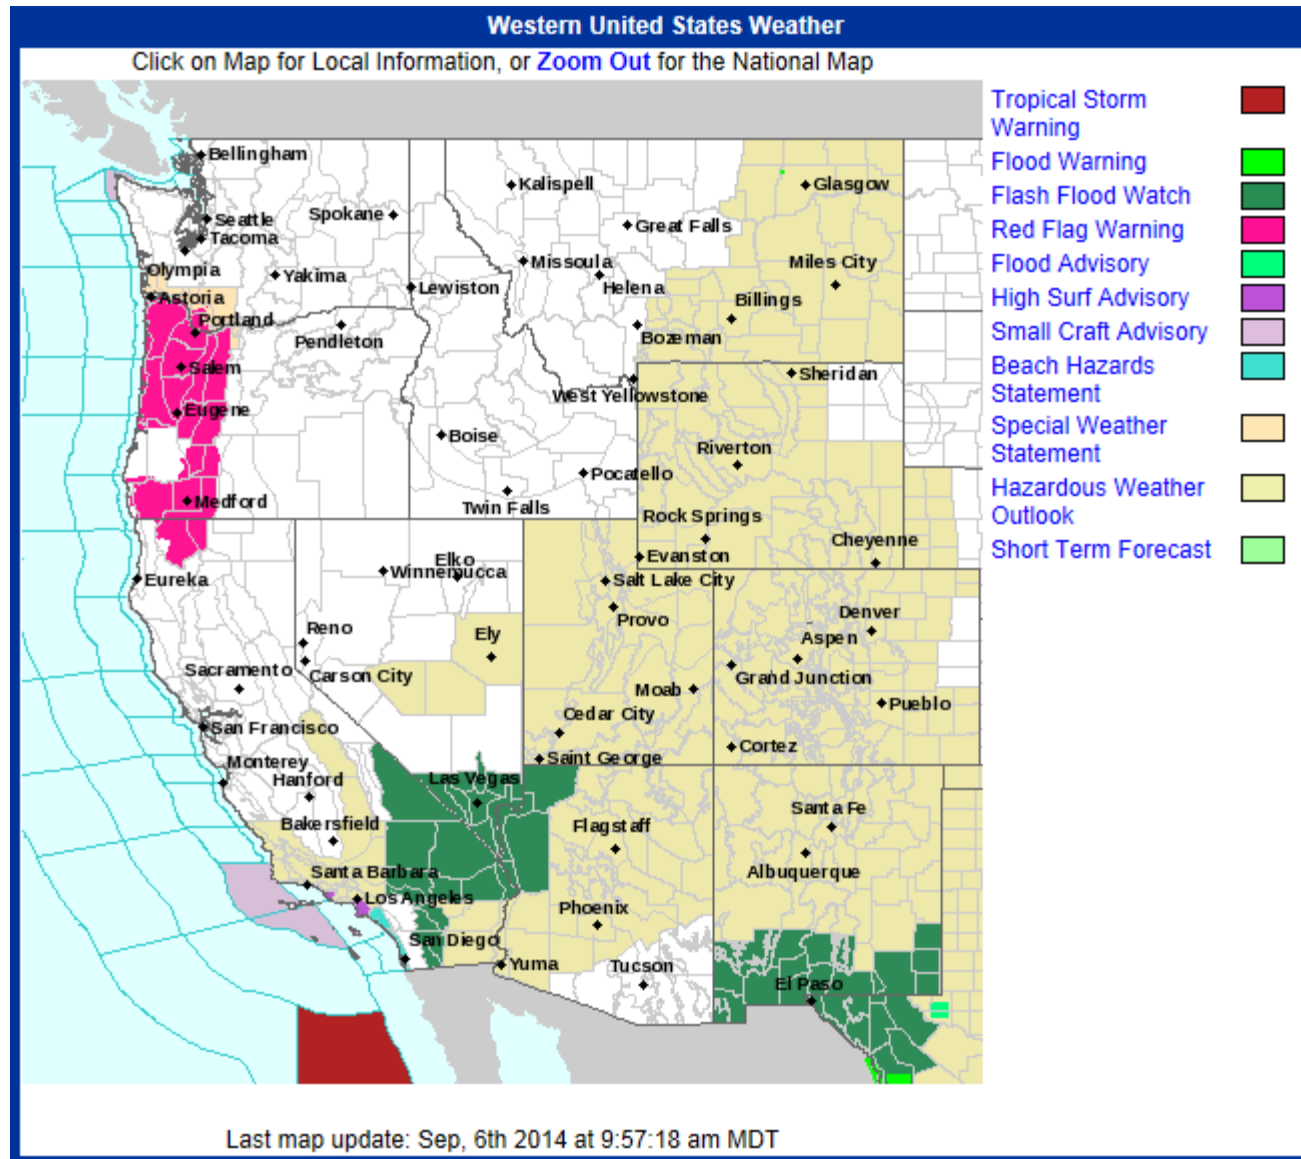 Western United States Weather
Click on Map for Local Information, or Zoom Out for the National Map
Tropical Storm
Warning
Flood Warning
Flash Flood Watch
Red Flag Warning
Flood Advisory
High Surf Advisory
Small Craft Advisory
Beach Hazards
Statement
Special Weather
Statement
Hazardous Weather
Outlook
Short Term Forecast
Bellingham
Kalispell
Glasgow
Seattle
Spokane
Great Falls
Tacoma
Olympia
Yakima
Missoula
Miles City
Helena
Lewiston
Astoria
Billings
Portland
Pendleton
Bozeman
Salem
Sheridan
West Yellowstone
Eugene
Boise
Riverton
Pocatello
Medford
Twin Falls
Rock Springs
Cheyenne
Elko
Evanston
Winnemucca
Eureka
Salt Lake City
Provo
Denver
Reno
Ely
Aspen
Sacramento
Carson City
Grand Junction
Moab
Pueblo
Cedar City
San Francisco
Cortez
Saint George
Monterey
Hanford
Las Vegas
Santa Fe
Bakersfield
Flagstaff
Santa Barbara
Albuquerque
Los Angeles
Phoenix
San Diego
Yuma
Tucson
El Paso
Last map update: Sep, 6th 2014 at 9:57:18 am MDT